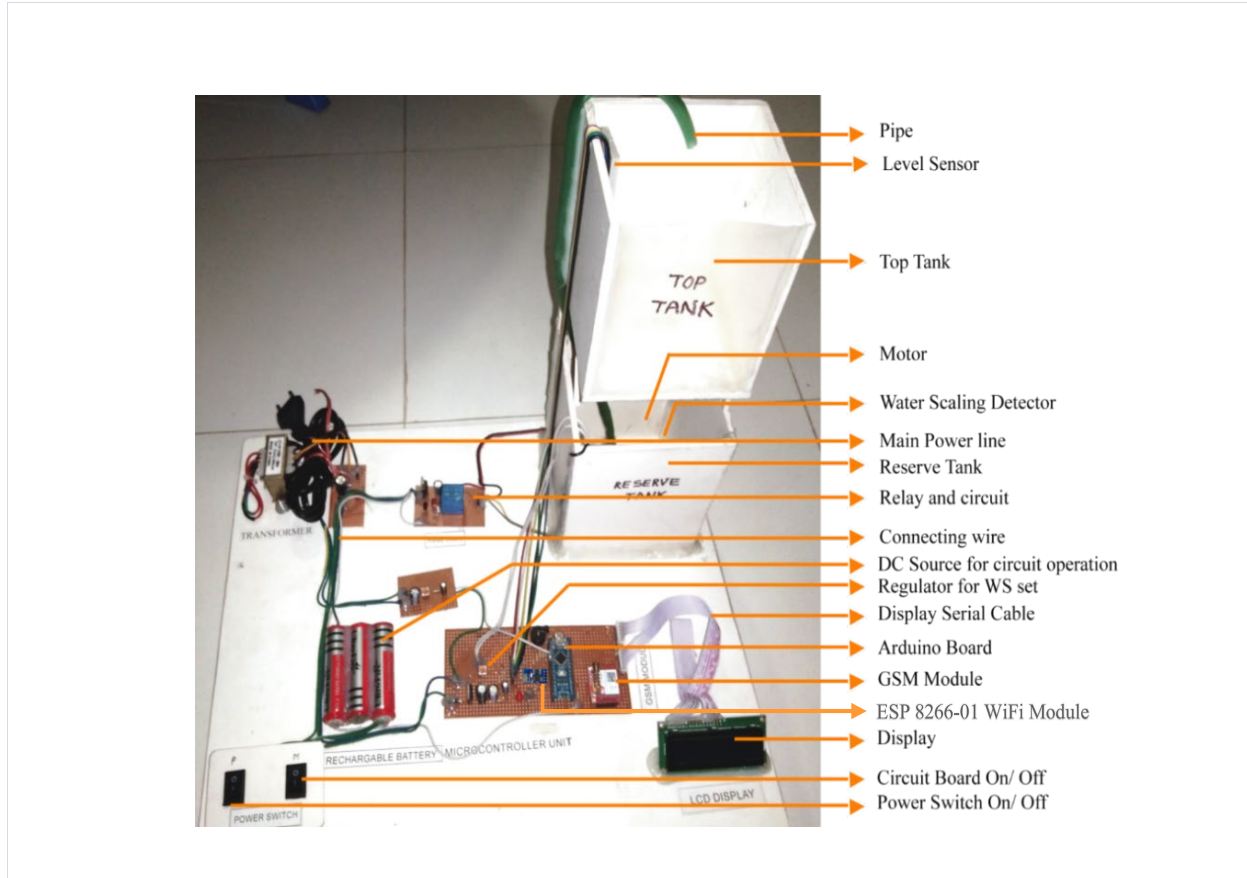 Pipe
Level Sensor
Top Tank
TOP
TANK
Motor
Water Scaling Detector
Main Power line
Reserve Tank
RESERVE
TANK
Relay and circuit
TRANSFORMER
Connecting wire
DC Source for circuit operation
Regulator for WS set
Display Serial Cable
Arduino Board
GSM Module
GSM MODU
ESP 8266-01 WiFi Module
Display
RECHARGABLE BATTERY
MICROCONTROLLER UNIT
P
M
Circuit Board On/ Off
LCD DISPLAY
Power Switch On/ Off
POWER SWITCH